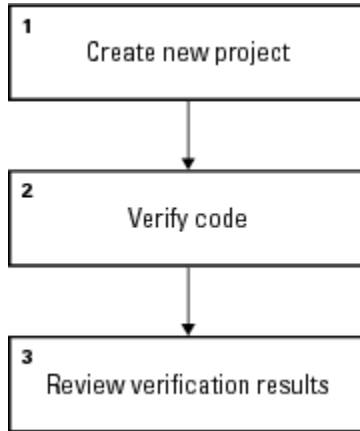 1
Create new project
2
Verify code
3
Review verification results